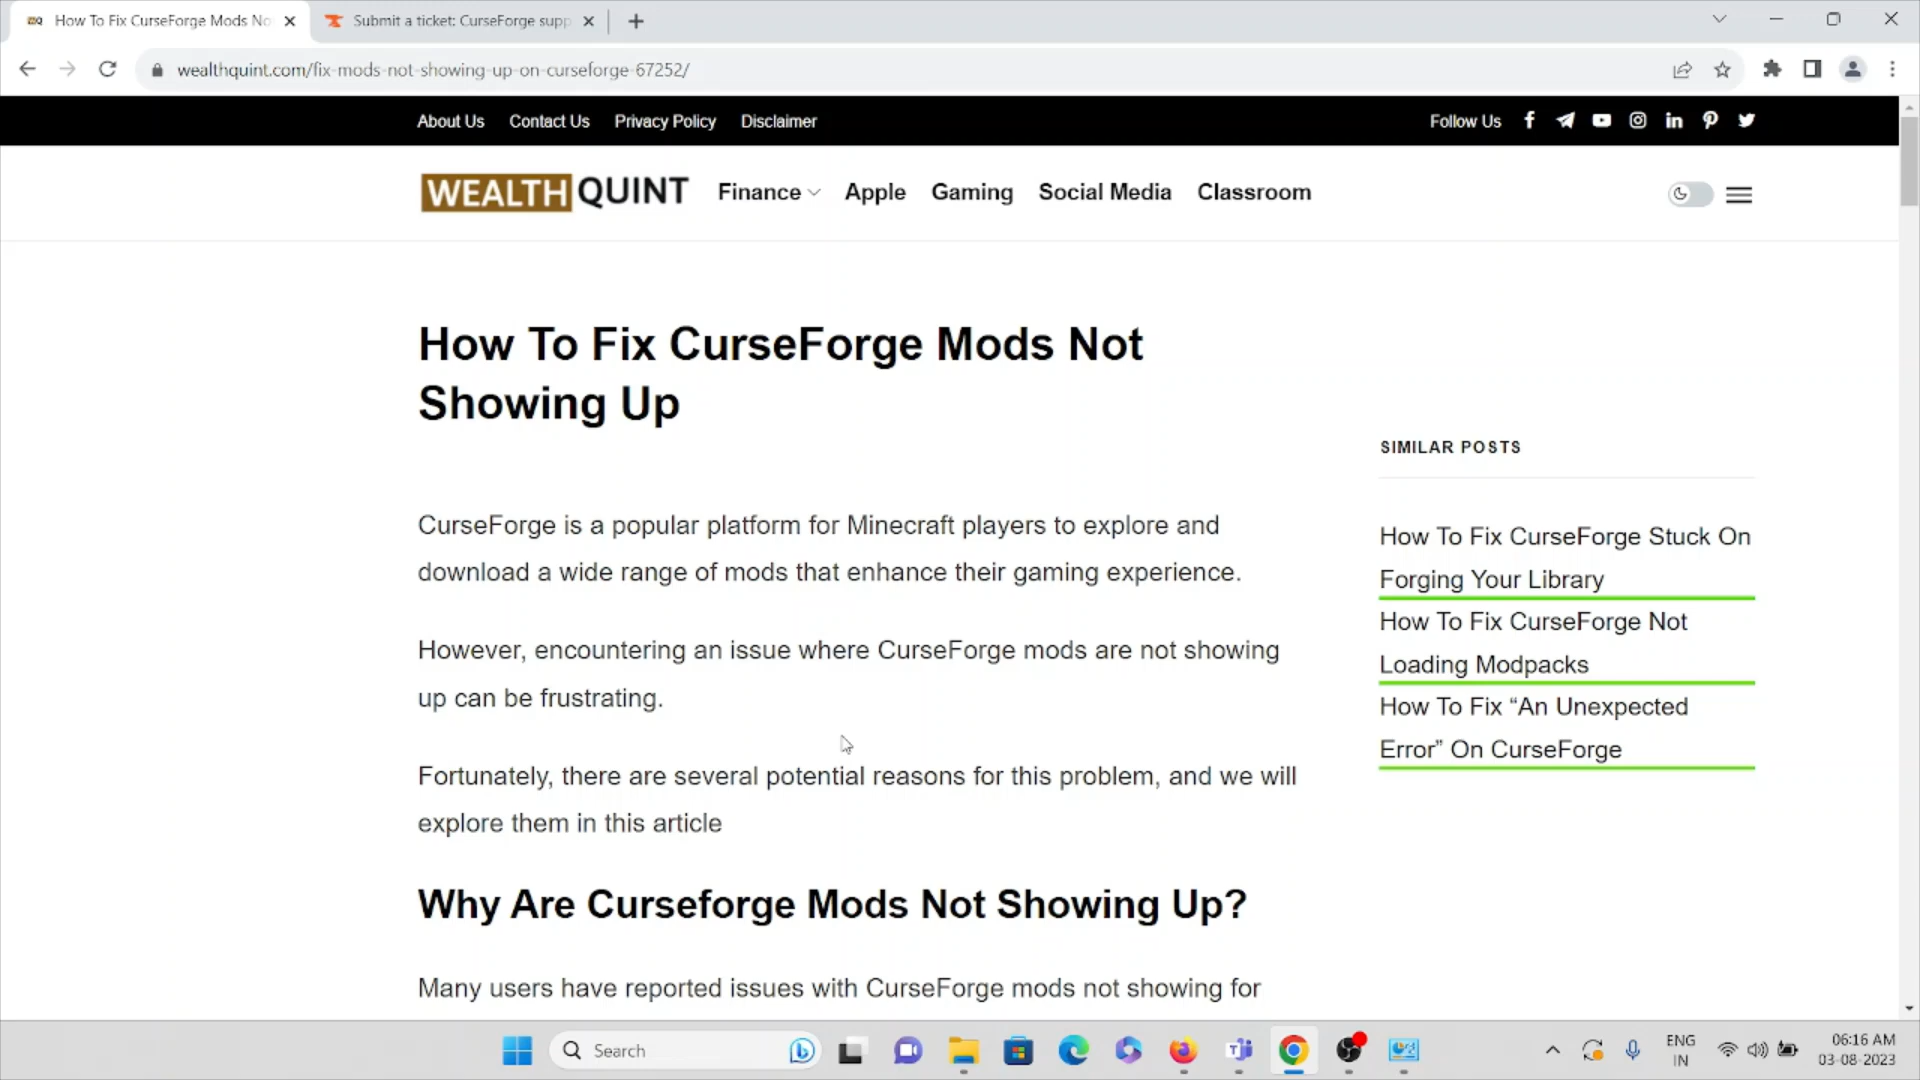 How To Fix CurseForge Mods No
Submit a ticket: CurseForge supp
wealthquint.com/fix-mods-not-showing-up-on-curseforge-67252/
About Us Contact Us Privacy Policy Disclaimer
Follow Us
WEALTH QUINT
Finance Apple Gaming Social Media Classroom
How To Fix CurseForge Mods Not
Showing Up
CurseForge is a popular platform for Minecraft players to explore and
download a wide range of mods that enhance their gaming experience.
However, encountering an issue where CurseForge mods are not showing
up can be frustrating.
Fortunately, there are several potential reasons for this problem, and we will
explore them in this article
Why Are Curseforge Mods Not Showing Up?
Many users have reported issues with CurseForge mods not showing for
SIMILAR POSTS
How To Fix CurseForge Stuck On
Forging Your Library
How To Fix CurseForge Not
Loading Modpacks
How To Fix “An Unexpected
Error” On CurseForge
Search
ENG
IN
06:16 AM
03-08-2023